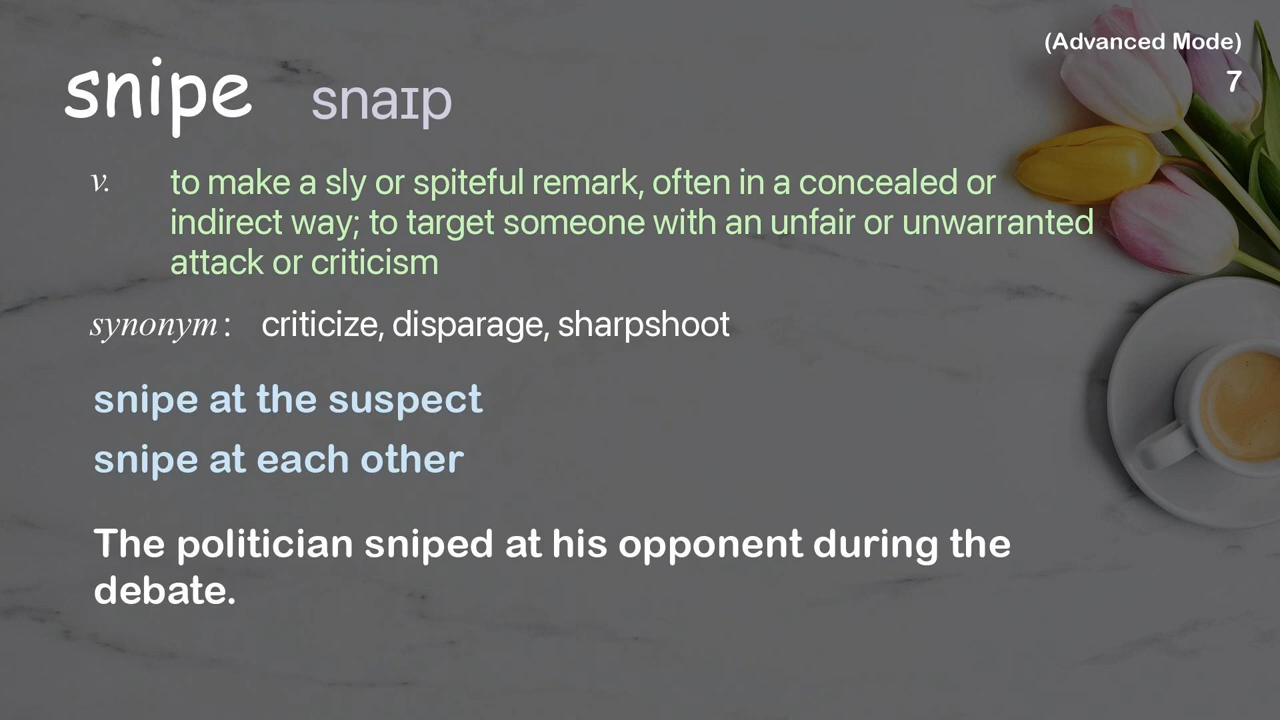 (Advanced Mode)
7
snipe snaɪp
v. to make a sly or spiteful remark, often in a concealed or
indirect way; to target someone with an unfair or unwarranted
attack or criticism
synonym: criticize, disparage, sharpshoot
snipe at the suspect
snipe at each other
The politician sniped at his opponent during the
debate.